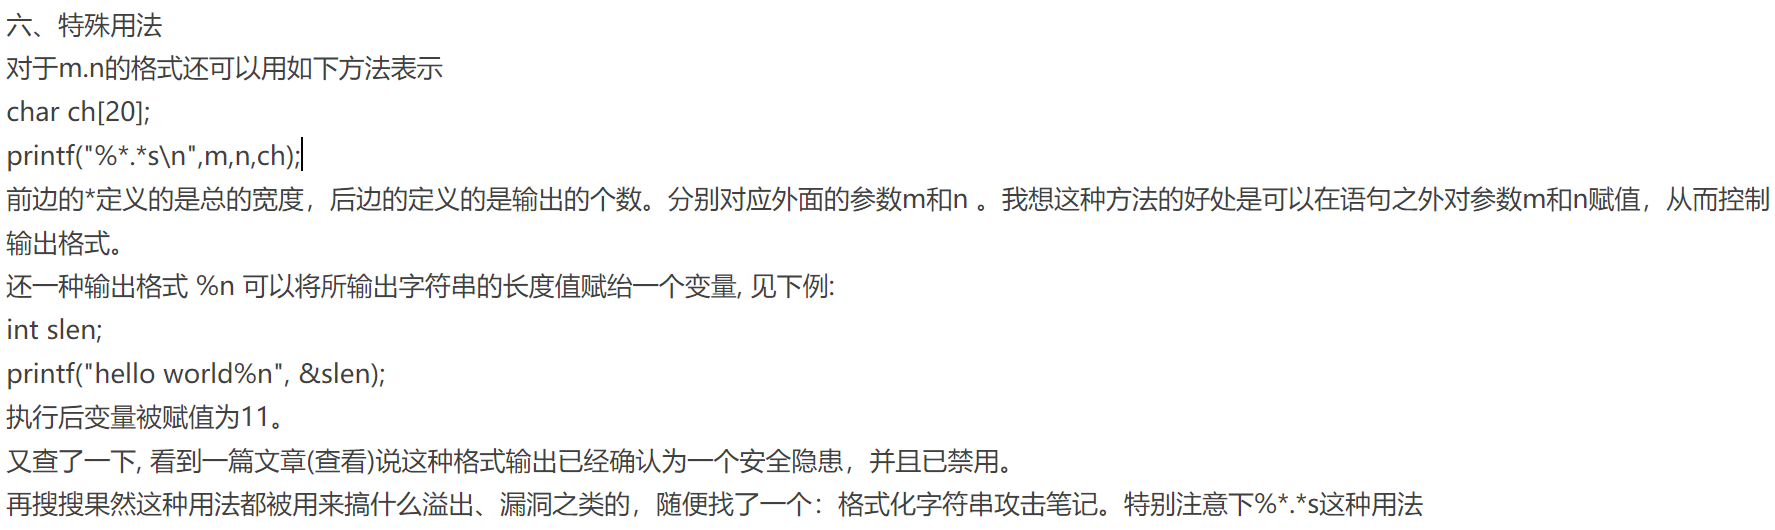 六、特殊用法
对于m.n的格式还可以用如下方法表示
char ch[20];
printf("%*.*s\n",m,n,ch);
前边的*定义的是总的宽度，后边的定义的是输出的个数。分别对应外面的参数m和n 。我想这种方法的好处是可以在语句之外对参数m和n赋值，从而控制
输出格式。
还一种输出格式 %n 可以将所输出字符串的长度值赋给一个变量, 见下例:
int slen;
printf("hello world%n", &slen);
执行后变量被赋值为11。
又查了一下, 看到一篇文章(查看)说这种格式输出已经确认为一个安全隐患，并且已禁用。
再搜搜果然这种用法都被用来搞什么溢出、漏洞之类的，随便找了一个：格式化字符串攻击笔记。特别注意下%*.*s这种用法